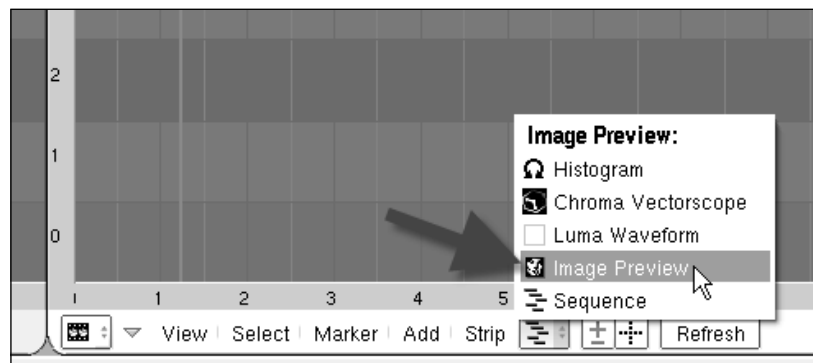 2
1
0
Image Preview:
Histogram
Chroma Vectorscope
Luma Waveform
Image Preview
Sequence
1 2 3 4 5
View Select Marker Add Strip Refresh